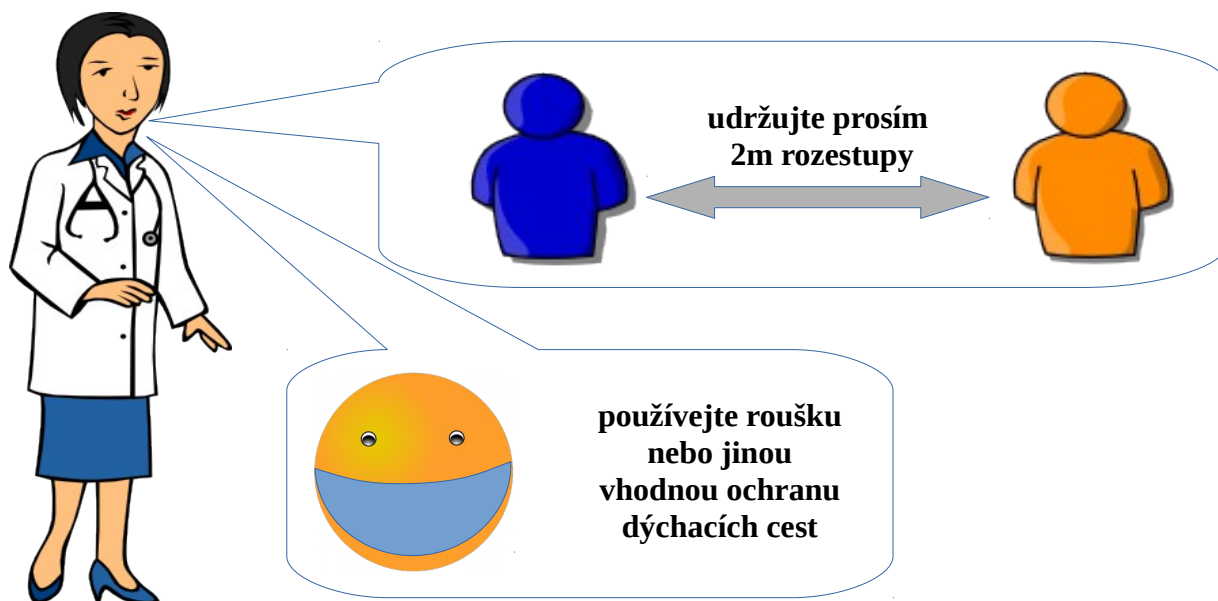 udržujte prosím
2m rozestupy
používejte roušku
nebo jinou
vhodnou ochranu
dýchacích cest